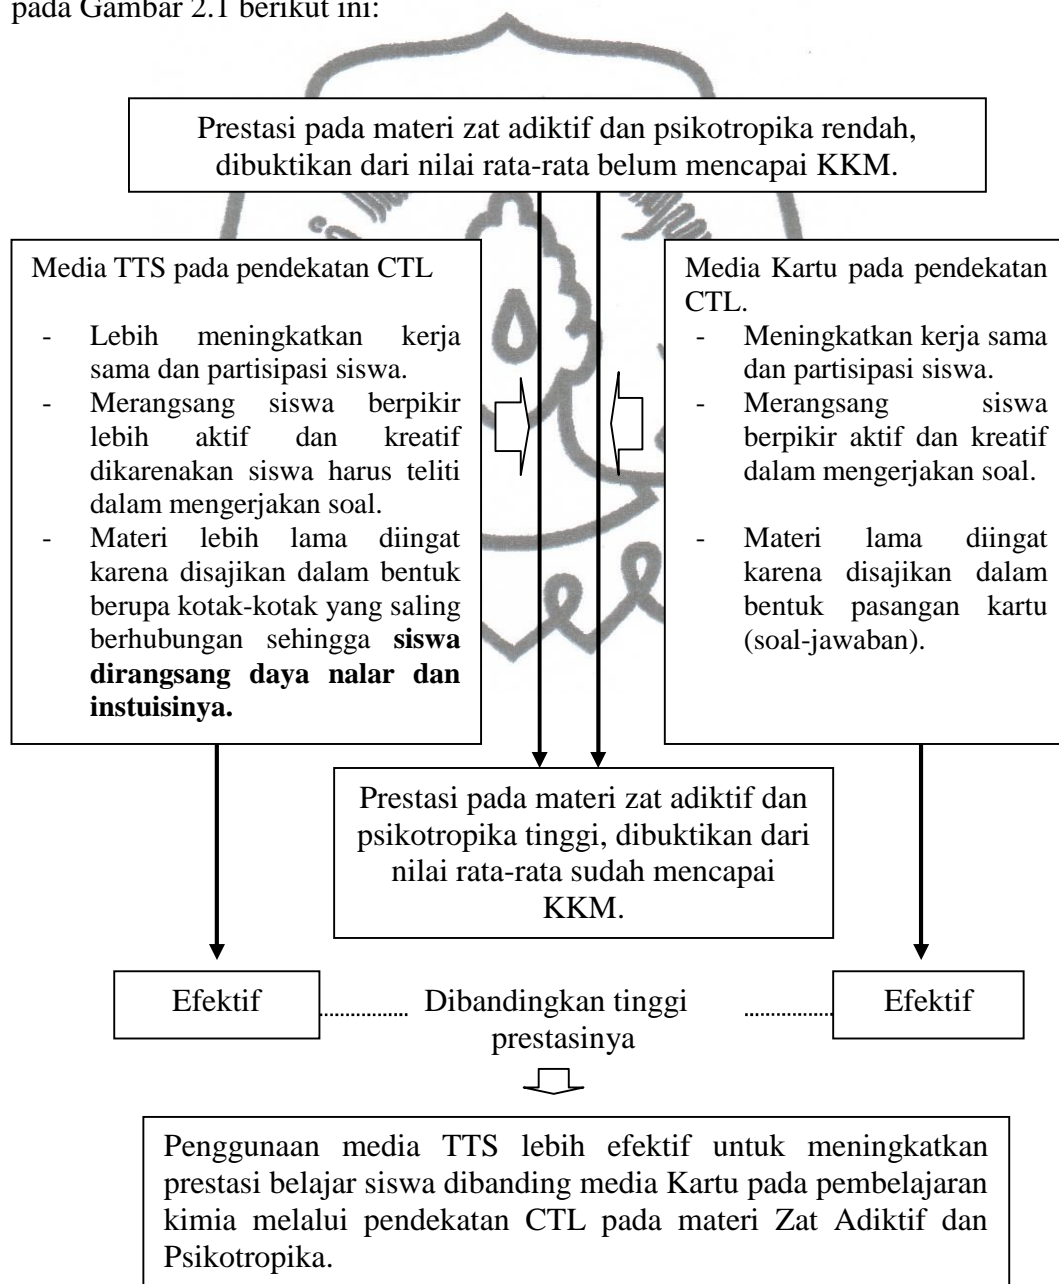 pada Gambar 2.1 berikut ini:
Prestasi pada materi zat adiktif dan psikotropika rendah,
dibuktikan dari nilai rata-rata belum mencapai KKM.
Media TTS pada pendekatan CTL
- Lebih meningkatkan kerja
sama dan partisipasi siswa.
- Merangsang siswa berpikir
lebih aktif dan kreatif
dikarenakan siswa harus teliti
dalam mengerjakan soal.
- Materi lebih lama diingat
karena disajikan dalam bentuk
berupa kotak-kotak yang saling
berhubungan sehingga siswa
dirangsang daya nalar dan
instuisinya.
Media Kartu pada pendekatan
CTL.
- Meningkatkan kerja sama
dan partisipasi siswa.
- Merangsang siswa
berpikir aktif dan kreatif
dalam mengerjakan soal.
- Materi lama diingat
karena disajikan dalam
bentuk pasangan kartu
(soal-jawaban).
Prestasi pada materi zat adiktif dan
psikotropika tinggi, dibuktikan dari
nilai rata-rata sudah mencapai
KKM.
Efektif
Dibandingkan tinggi
prestasinya
Efektif
Penggunaan media TTS lebih efektif untuk meningkatkan
prestasi belajar siswa dibanding media Kartu pada pembelajaran
kimia melalui pendekatan CTL pada materi Zat Adiktif dan
Psikotropika.